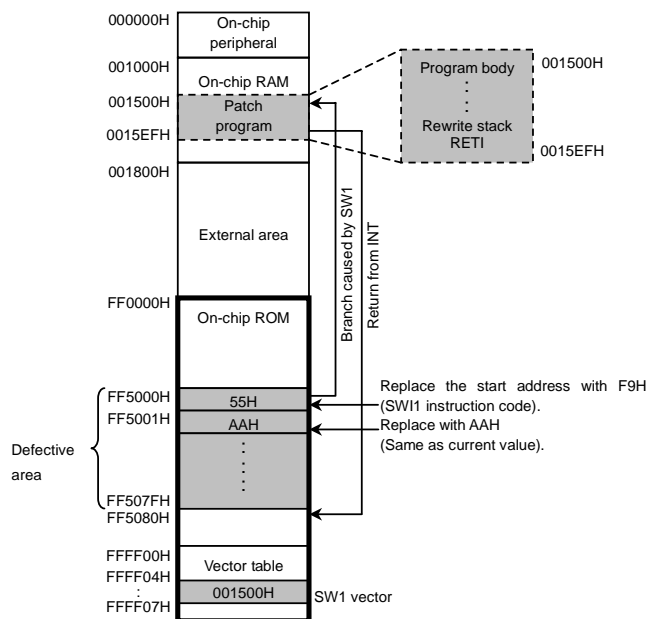 000000H
On-chip
peripheral
001000H
On-chip RAM
001500H
Patch
program
0015EFH
001800H
Program body
001500H
Rewrite stack
RETI
0015EFH
External area
Branch caused by SW1
Return from INT
FF0000H
On-chip ROM
FF5000H
55H
FF5001H
AAH
Replace the start address with F9H
(SWI1 instruction code).
Replace with AAH
(Same as current value).
Defective
area
FF507FH
FF5080H
FFFF00H
Vector table
FFFF04H
:
001500H
SW1 vector
FFFF07H